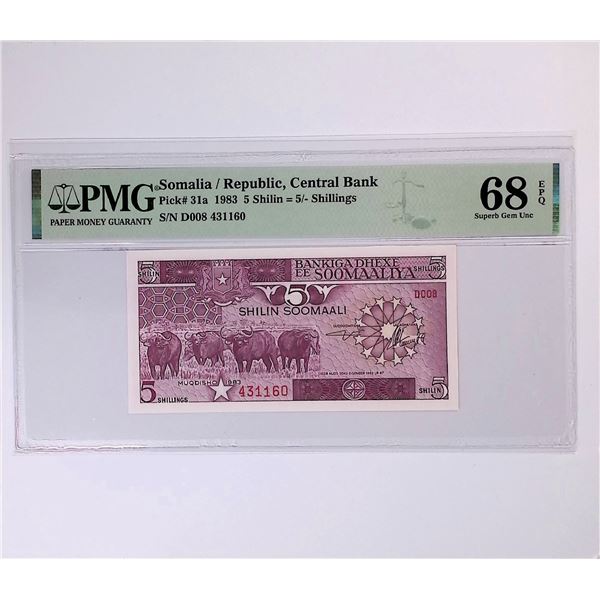 PMG
PAPER MONEY GUARANTY
Somalia / Republic, Central Bank
Pick# 31a 1983 5 Shilin = 5/- Shillings
S/N D008 431160
68 EPQ
Superb Gem Unc
5 SHILIN
BANKIGA DHEXE
EE SOOMAALIYA
5 SHILLINGS
D008
5
SHILIN SOOMAALI
MUQDISHO 1983
5 SHILLINGS
431160
SHILIN 5